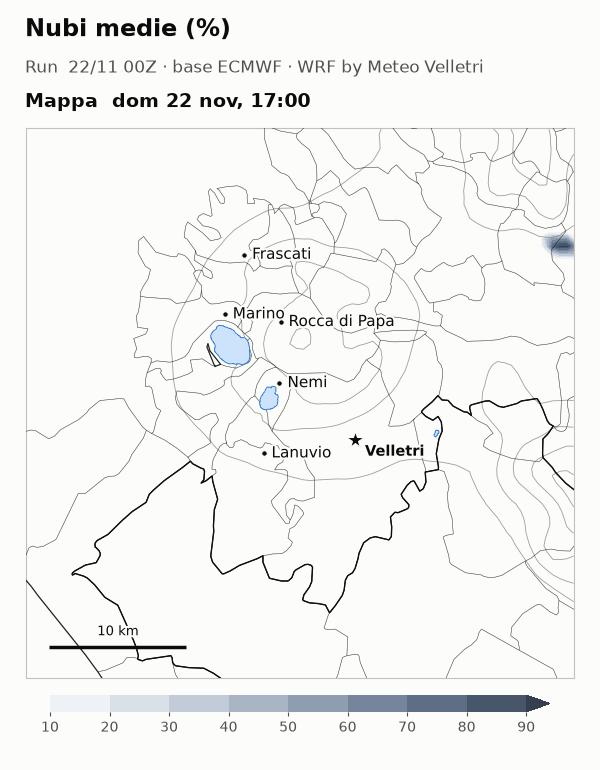 Nubi medie (%)
Run  22/11 00Z · base ECMWF · WRF by Meteo Velletri
Mappa  dom 22 nov, 17:00
Frascati
Marino
Rocca di Papa
Nemi
Velletri
Lanuvio
10 km
10 20 30 40 50 60 70 80 90